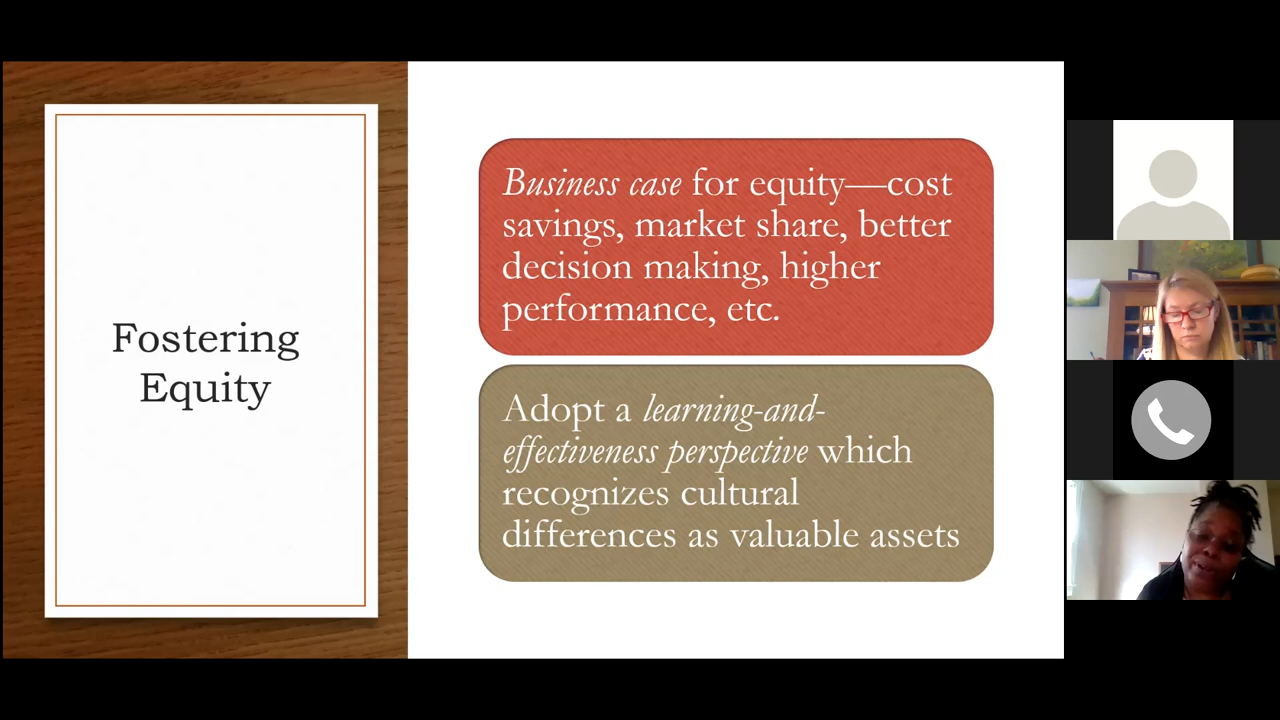 Fostering
Equity
Business case for equity—cost
savings, market share, better
decision making, higher
performance, etc.
Adopt a learning-and-
effectiveness perspective which
recognizes cultural
differences as valuable assets